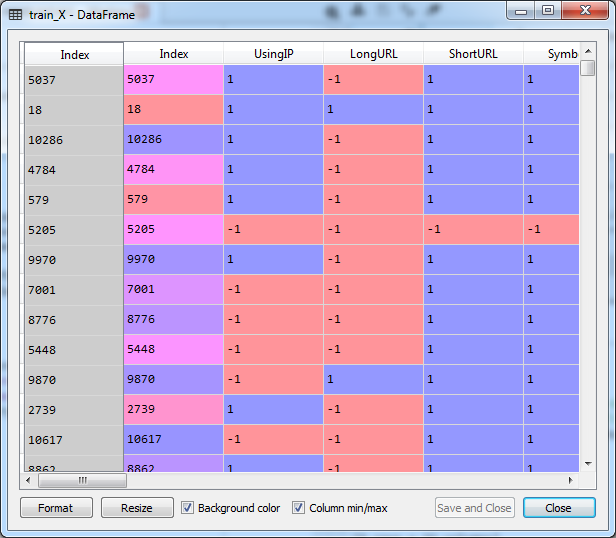 train_X - DataFrame
Index Index UsingIP LongURL ShortURL Symb
5037 5037 1 -1 1 1
18 18 1 1 1 1
10286 10286 1 -1 1 1
4784 4784 1 -1 1 1
579 579 1 -1 1 1
5205 5205 -1 -1 -1 -1
9970 9970 1 -1 1 1
7001 7001 -1 -1 1 1
8776 8776 -1 -1 1 1
5448 5448 -1 -1 1 1
9870 9870 -1 1 1 1
2739 2739 1 -1 1 1
10617 10617 -1 -1 1 1
8862 8862 1 -1 1 1
Format Resize Background color Column min/max Save and Close Close